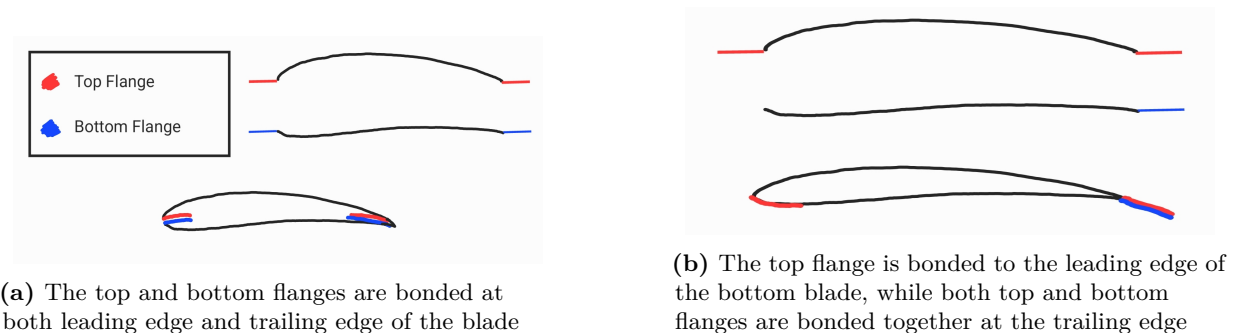 Top Flange
Bottom Flange
(a) The top and bottom flanges are bonded at
both leading edge and trailing edge of the blade
(b) The top flange is bonded to the leading edge of
the bottom blade, while both top and bottom
flanges are bonded together at the trailing edge